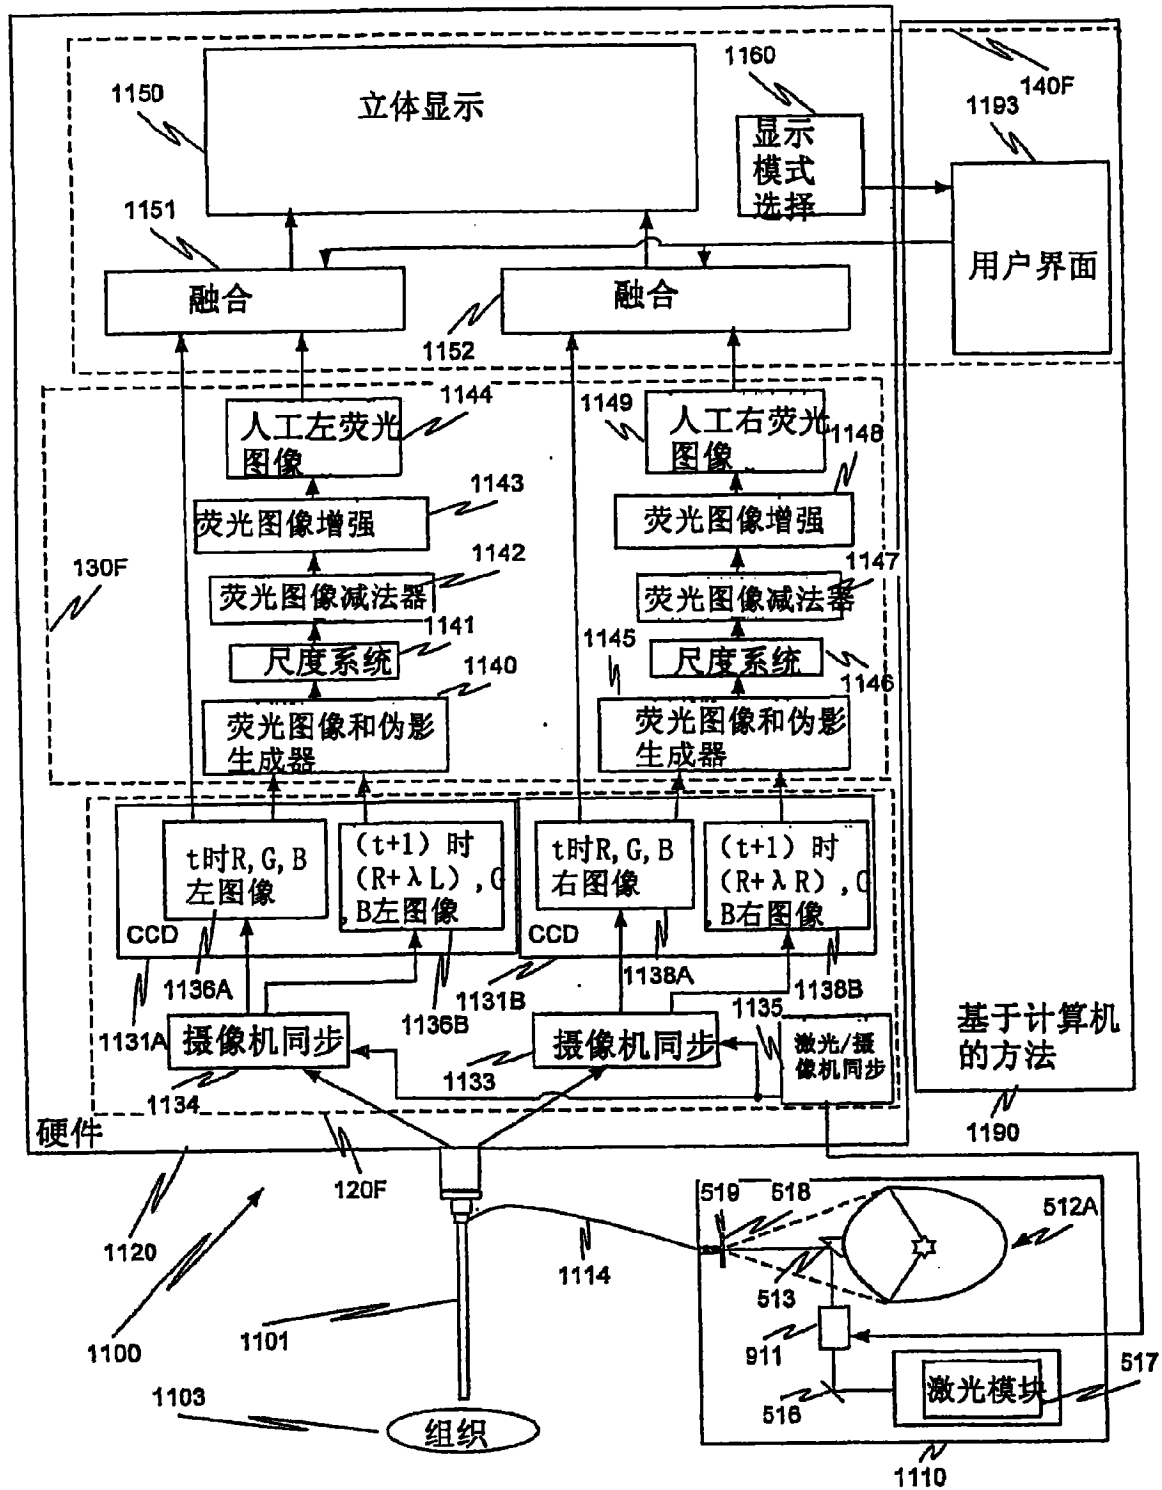 140F
1160
1193
1150
立体显示
显示
模式
选择
用户界面
1151
融合
融合
1152
1144
1149
人工左荧光
图像
人工右荧光
图像
1148
1143
荧光图像增强
荧光图像增强
130F
1142
1147
荧光图像减法器
荧光图像减法器
1141
1145
尺度系统
尺度系统
1146
1140
荧光图像和伪影
生成器
荧光图像和伪影
生成器
t时R,G,B
左图像
(t+1)时
(R+λL),G
,B左图像
t时R,G,B
右图像
(t+1)时
(R+λR),G
,B右图像
CCD
CCD
1136A
1138A
1131B
1138B
1131A
1136B
1135
摄像机同步
摄像机同步
激光/摄
像机同步
1134
1133
基于计算机
的方法
1190
硬件
120F
1120
519
518
512A
1114
513
1100
1101
911
517
516
激光模块
1103
组织
1110